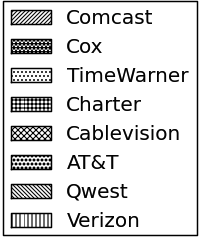 Comcast
Cox
TimeWarner
Charter
Cablevision
AT&T
Qwest
Verizon